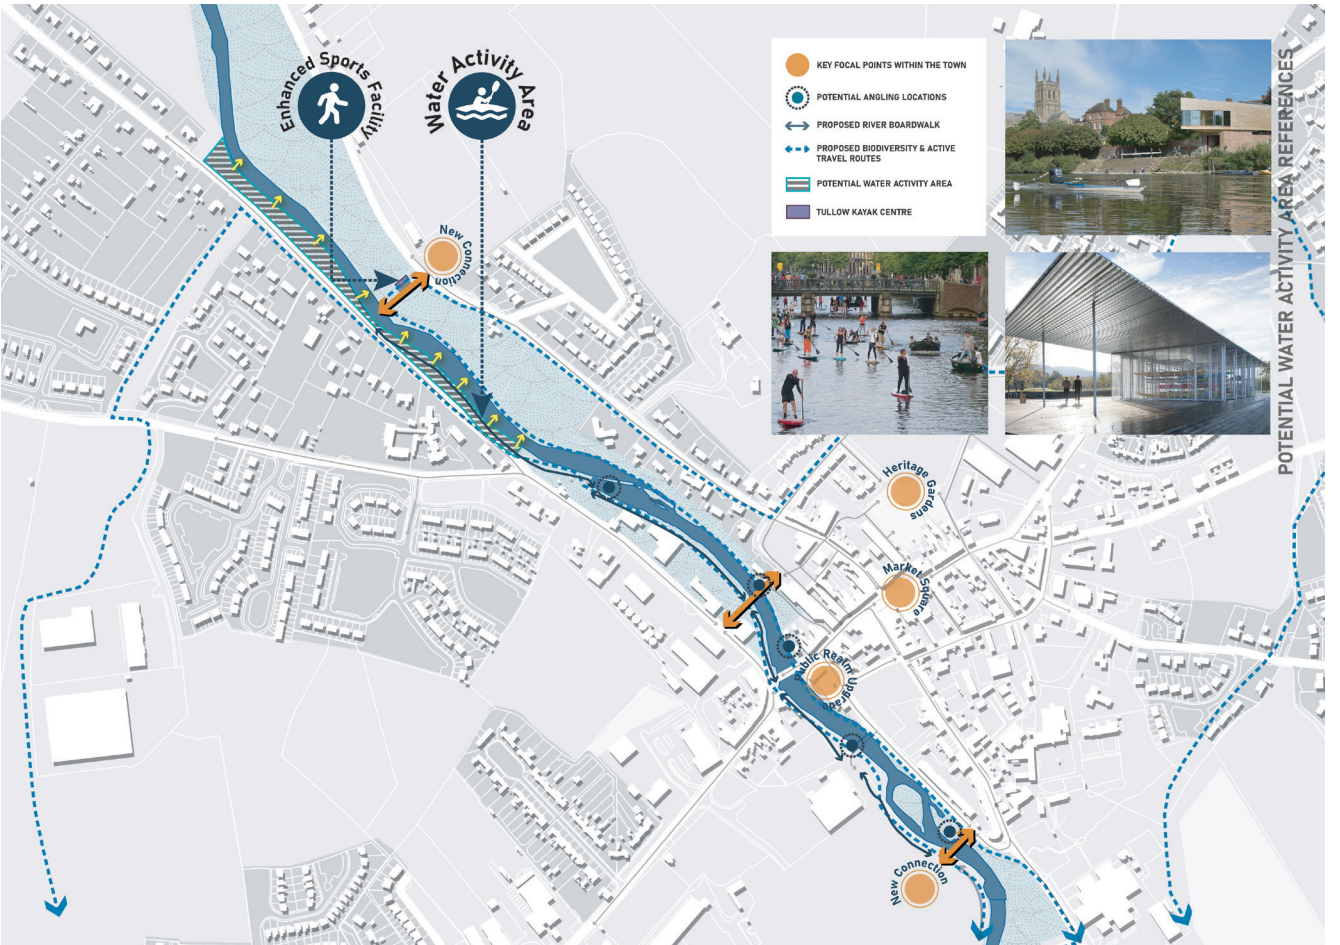 Enhanced Sports
Facility
Water Activity
Area
New Connection
KEY FOCAL POINTS WITHIN THE TOWN
POTENTIAL ANGLING LOCATIONS
PROPOSED RIVER BOARDWALK
PROPOSED BIODIVERSITY & ACTIVE
TRAVEL ROUTES
POTENTIAL WATER ACTIVITY AREA
TULLOW KAYAK CENTRE
POTENTIAL WATER ACTIVITY AREA REFERENCES
Heritage
Gardens
Market
Square
Public Realm
Upgrade
New Connection